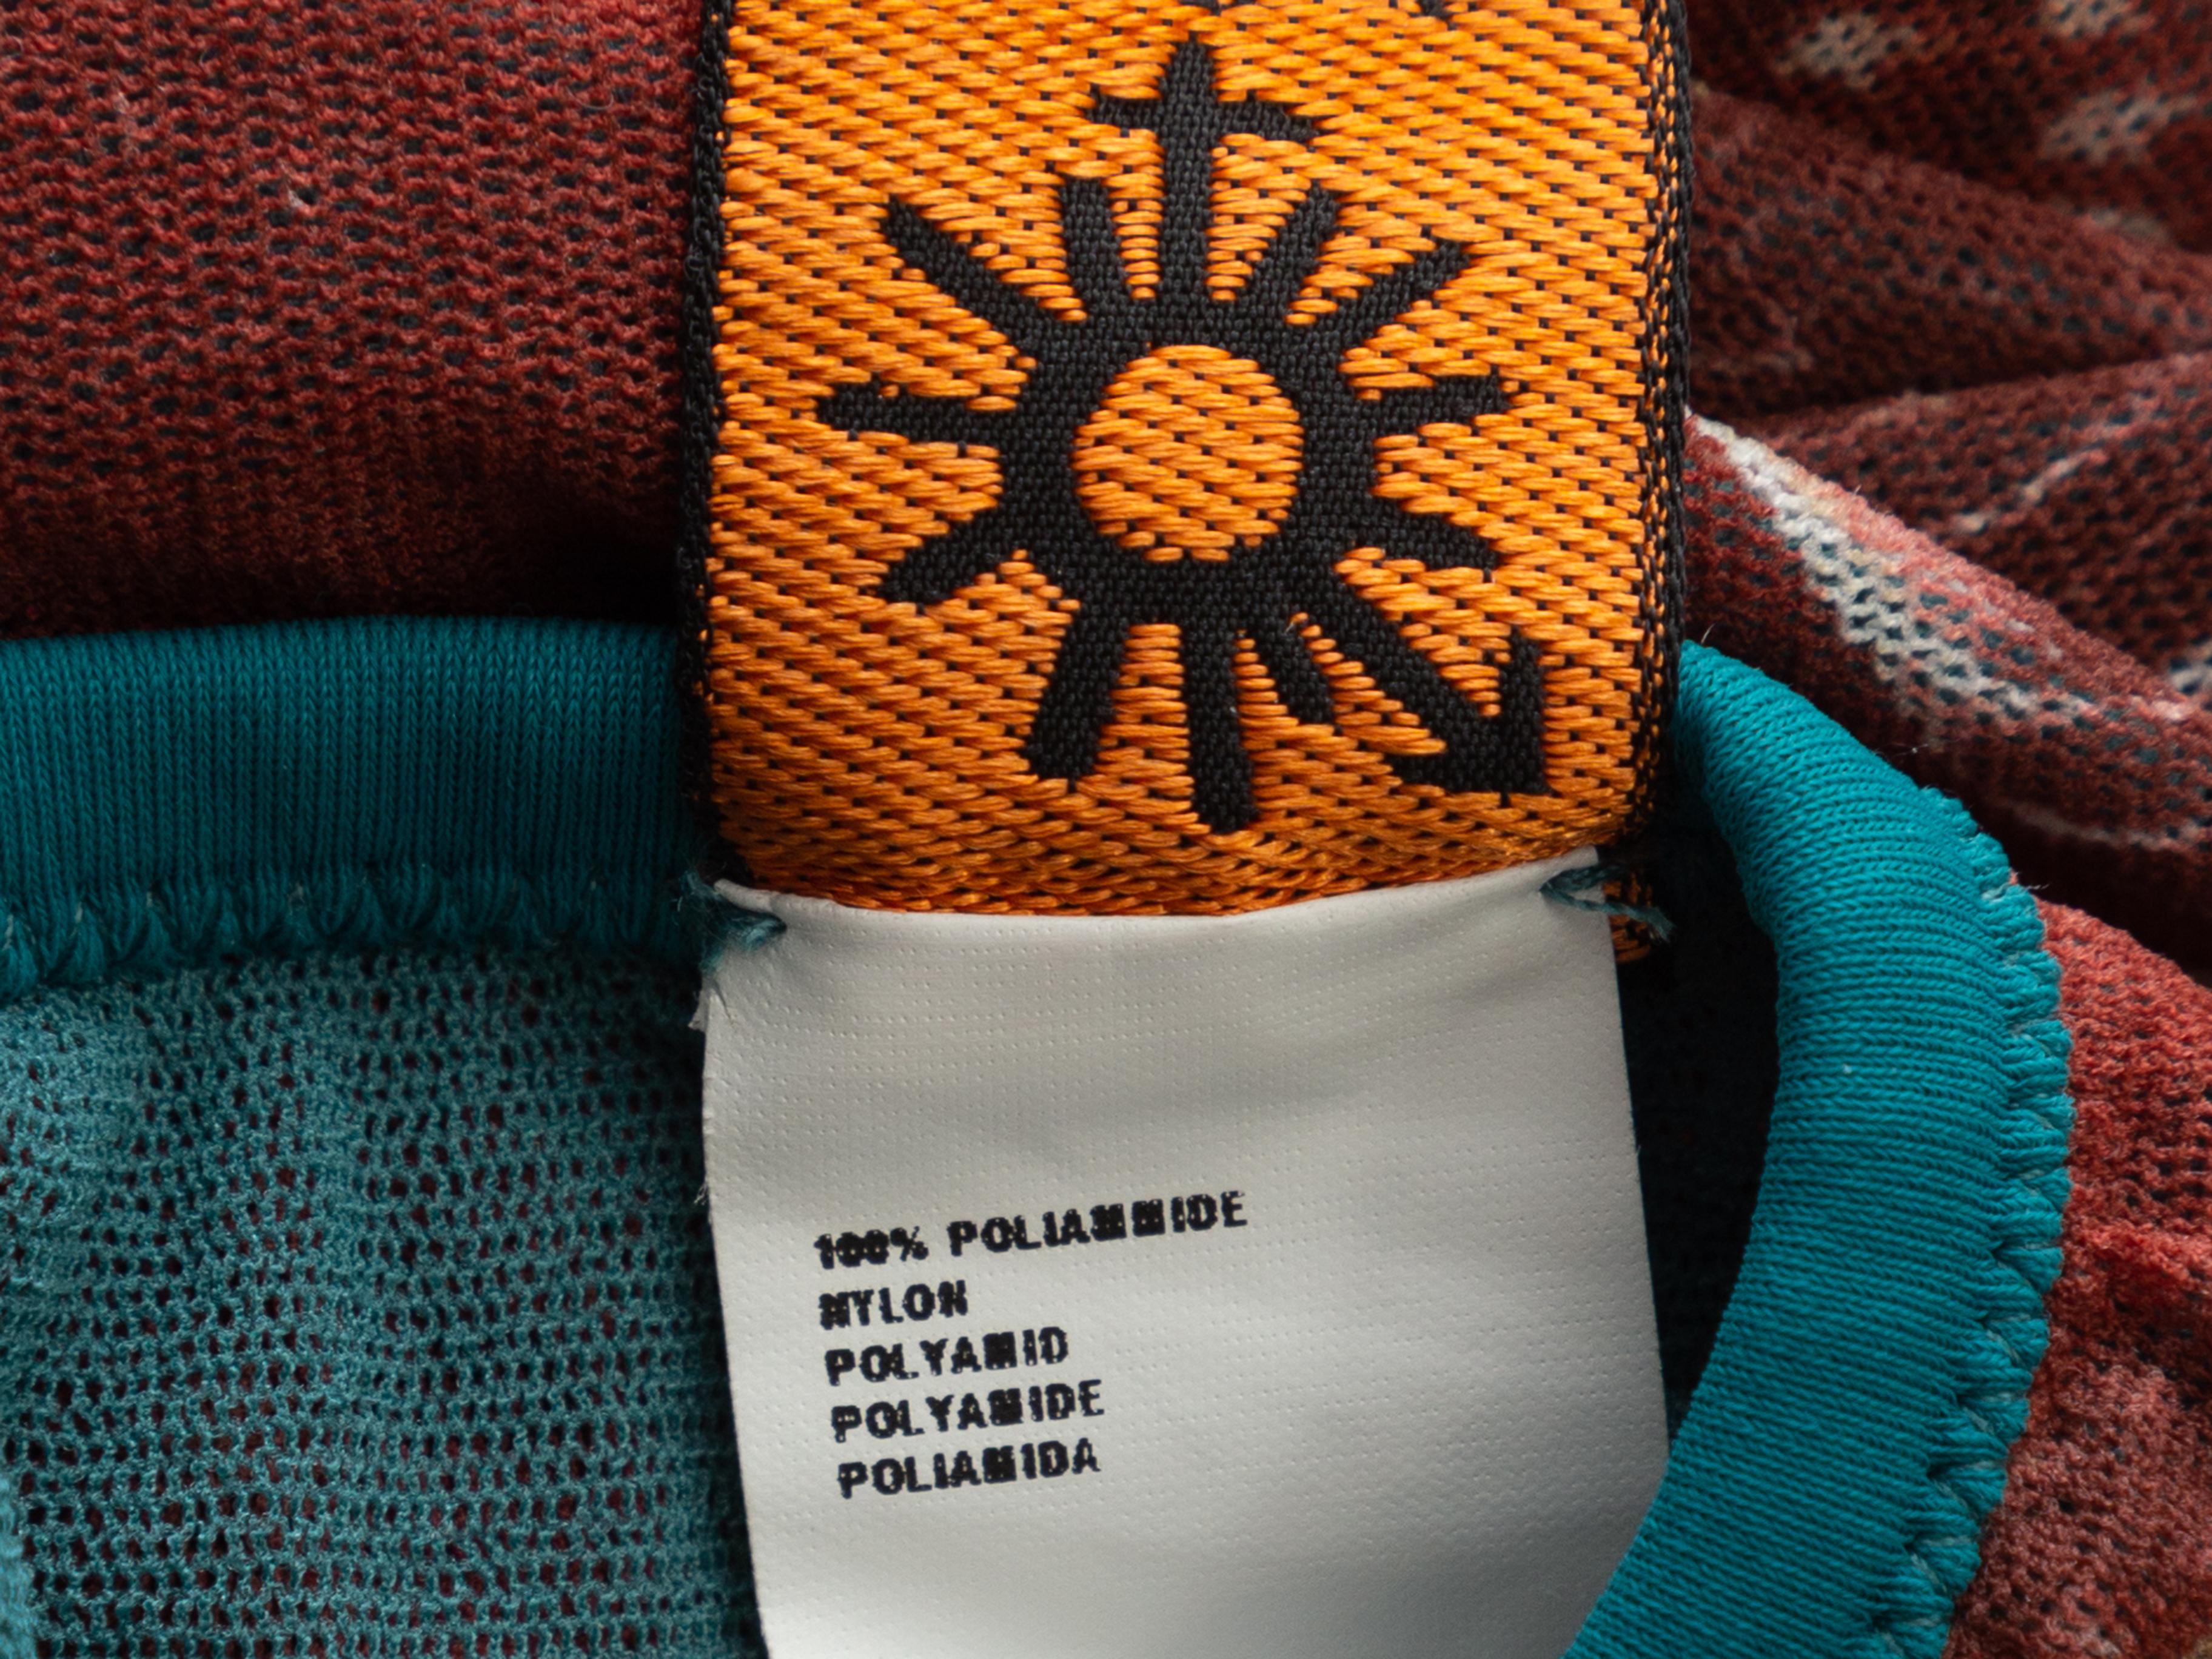 100% POLIAMMIDE
NYLON
POLYAMID
POLYAMIDE
POLIAMIDA